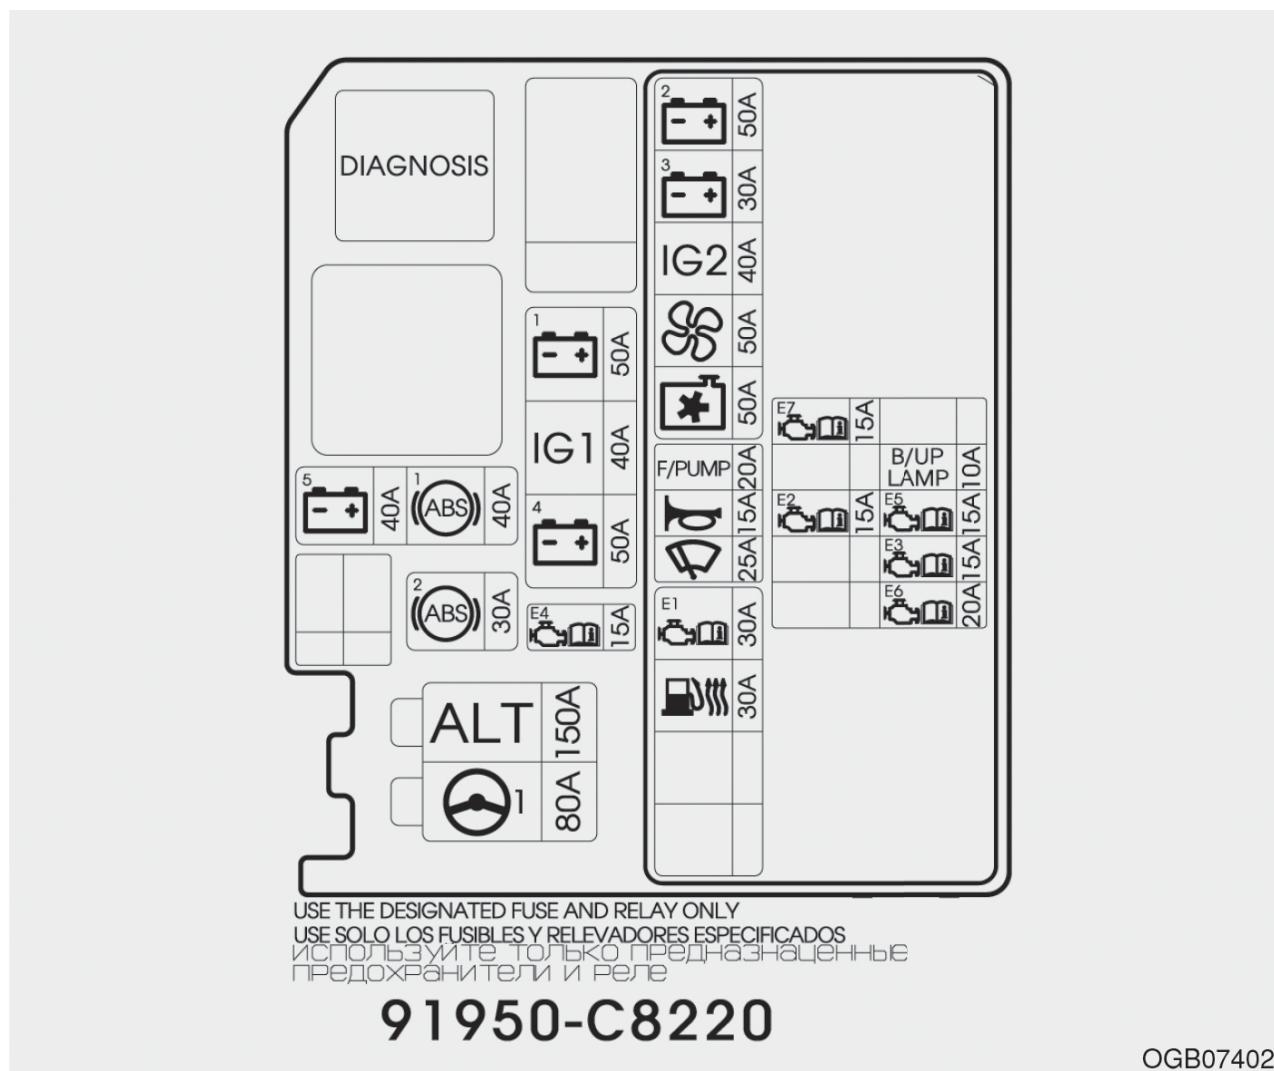 DIAGNOSIS
2
50A
3
30A
IG2
40A
50A
50A
1
50A
IG1
40A
4
50A
5
40A
1
ABS
40A
2
ABS
30A
E4
15A
F/PUMP
20A
15A
25A
E1
30A
30A
E7
15A
B/UP
LAMP
10A
E2
15A
E5
15A
E3
15A
E6
20A
ALT
150A
1
80A
USE THE DESIGNATED FUSE AND RELAY ONLY
USE SOLO LOS FUSIBLES Y RELEVADORES ESPECIFICADOS
используйте только предназначенные
предохранители и реле
91950-C8220
OGB07402